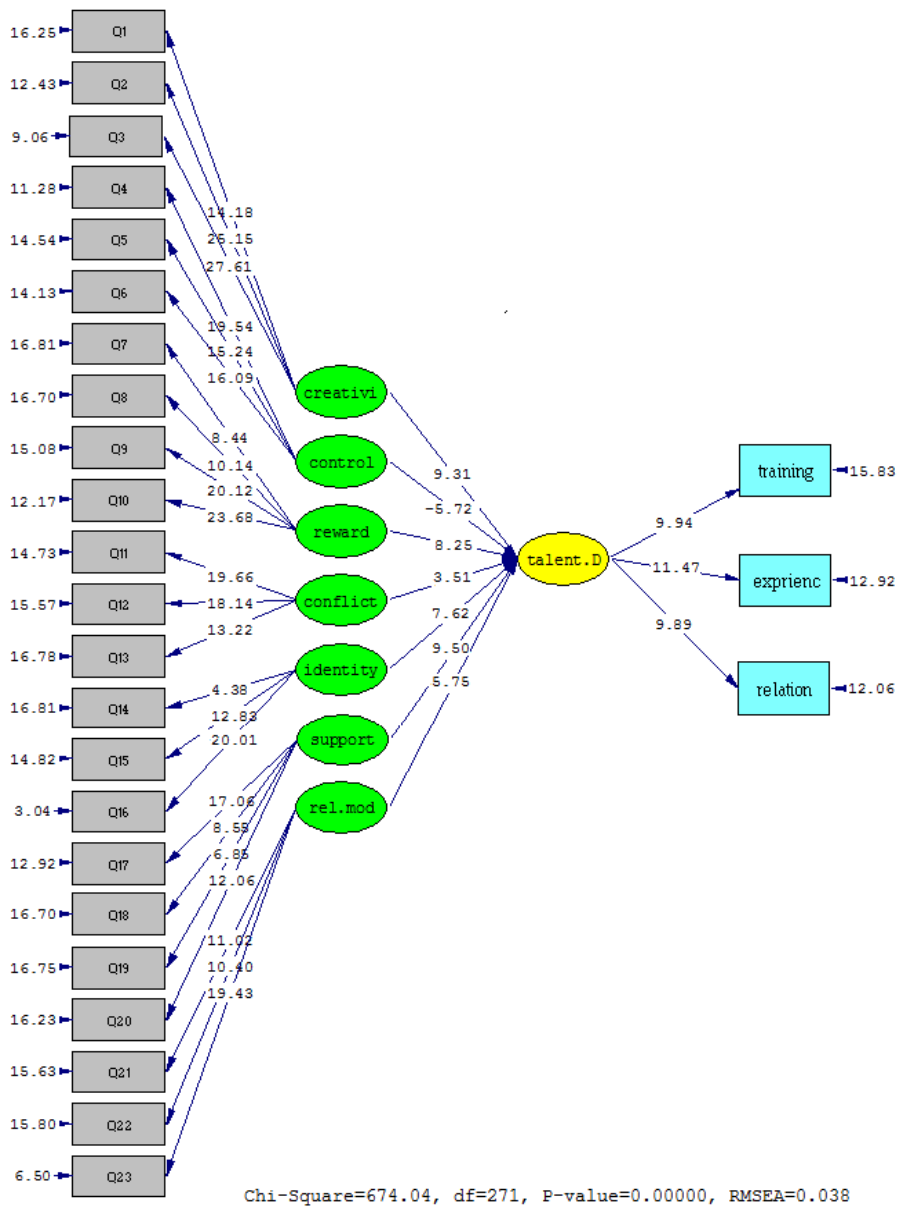 16.25 Q1
12.43 Q2
9.06 Q3
11.28 Q4
14.54 Q5
14.13 Q6
16.81 Q7
16.70 Q8
15.08 Q9
12.17 Q10
14.73 Q11
15.57 Q12
16.78 Q13
16.81 Q14
14.82 Q15
3.04 Q16
12.92 Q17
16.70 Q18
16.75 Q19
16.23 Q20
15.63 Q21
15.80 Q22
6.50 Q23
14.18
25.15
27.61
19.54
15.24
16.09
8.44
10.14
20.12
23.68
19.66
18.14
13.22
4.38
12.83
20.01
17.06
8.55
6.85
12.06
11.02
10.40
19.43
creativi
control
reward
conflict
identity
support
rel.mod
9.31
-5.72
8.25
3.51
7.62
9.50
5.75
talent.D
9.94
11.47
9.89
training 15.83
exprienc 12.92
relation 12.06
Chi-Square=674.04, df=271, P-value=0.00000, RMSEA=0.038